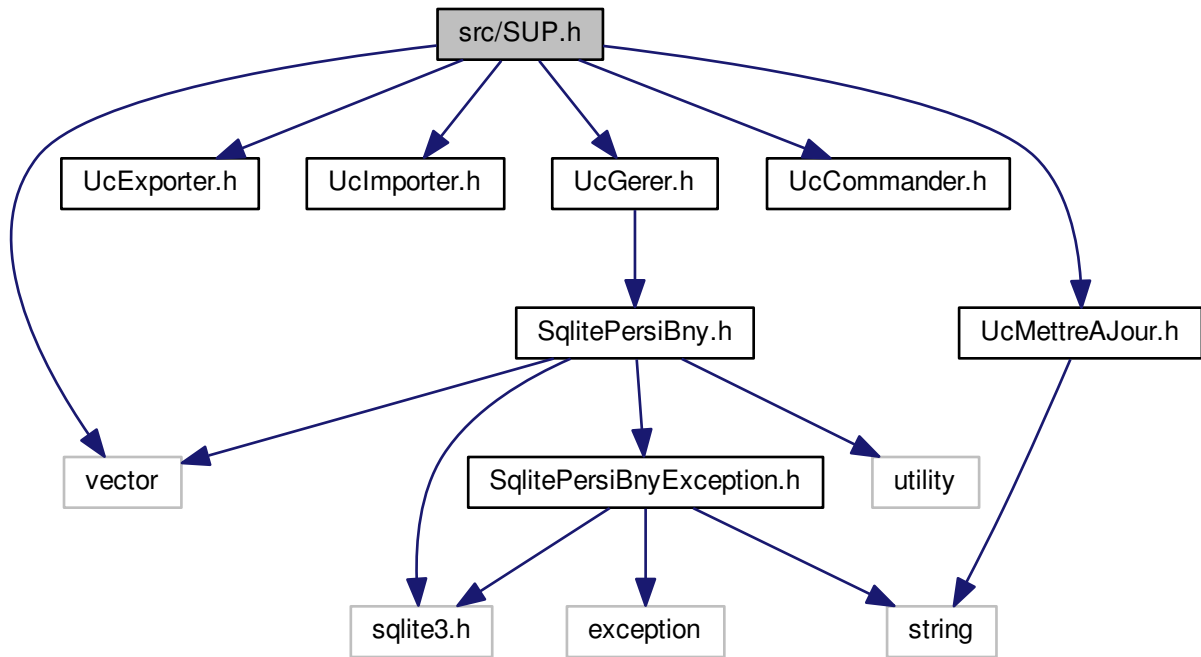 src/SUP.h
UcExporter.h
UcImporter.h
UcGerer.h
UcCommander.h
SqlitePersiBny.h
UcMettreAJour.h
vector
SqlitePersiBnyException.h
utility
sqlite3.h
exception
string